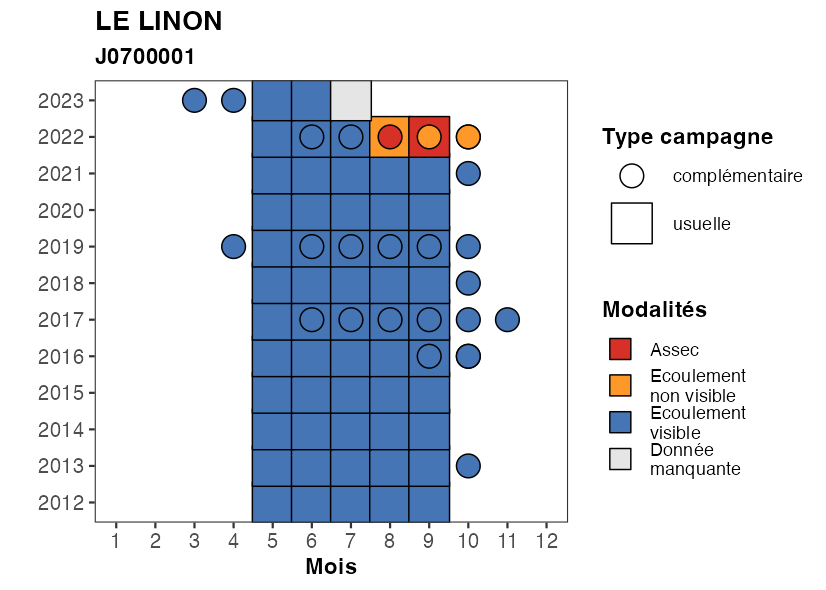 LE LINON
J0700001
2023
2022
2021
2020
2019
2018
2017
2016
2015
2014
2013
2012
1 2 3 4 5 6 7 8 9 10 11 12
Mois
Type campagne
complémentaire
usuelle
Modalités
Assec
Ecoulement
non visible
Ecoulement
visible
Donnée
manquante